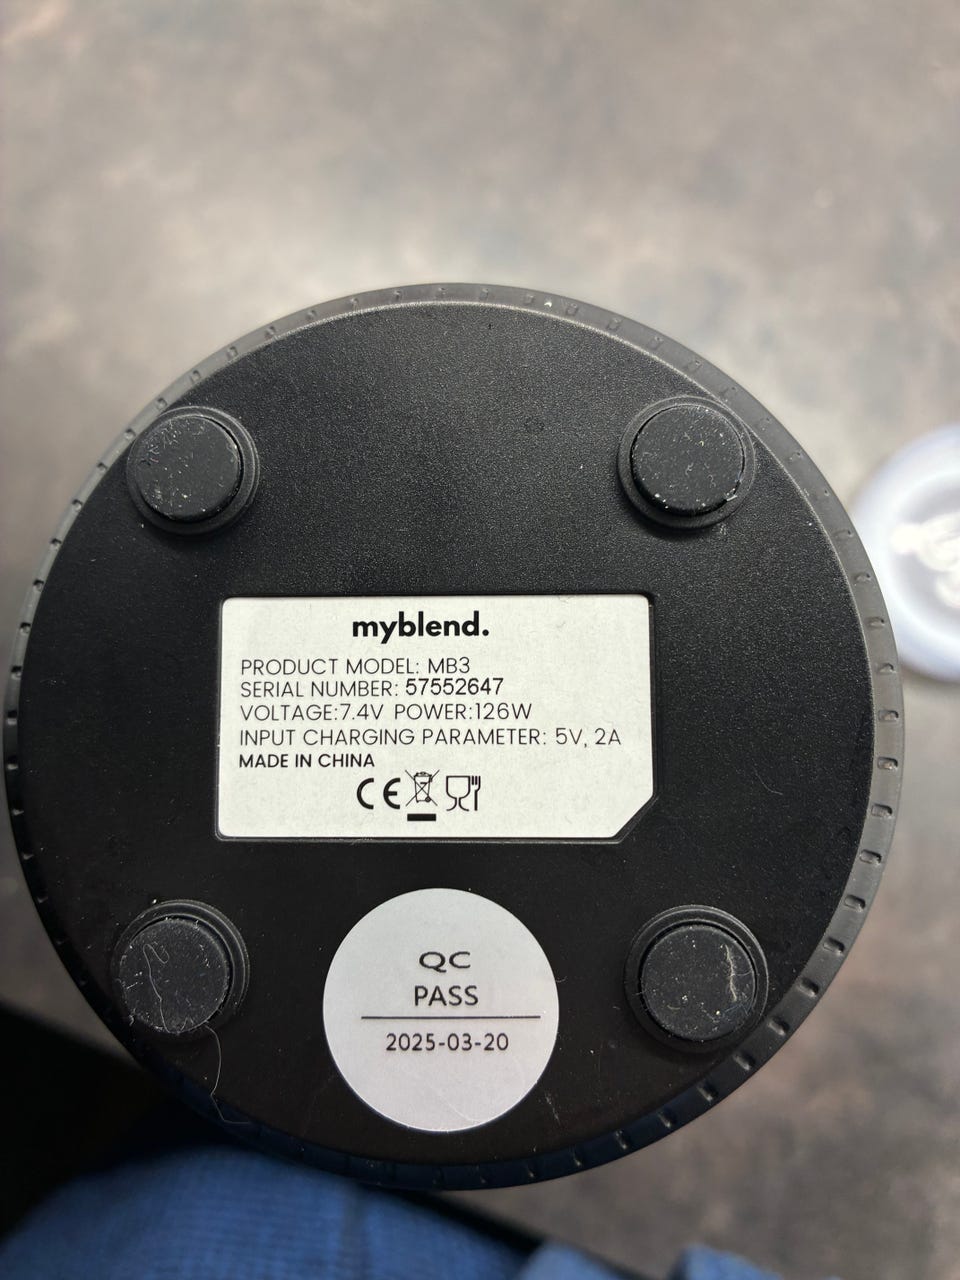 myblend.
PRODUCT MODEL: MB3
SERIAL NUMBER: 57552647
VOLTAGE:7.4V POWER:126W
INPUT CHARGING PARAMETER: 5V, 2A
MADE IN CHINA
CE
QC
PASS
2025-03-20